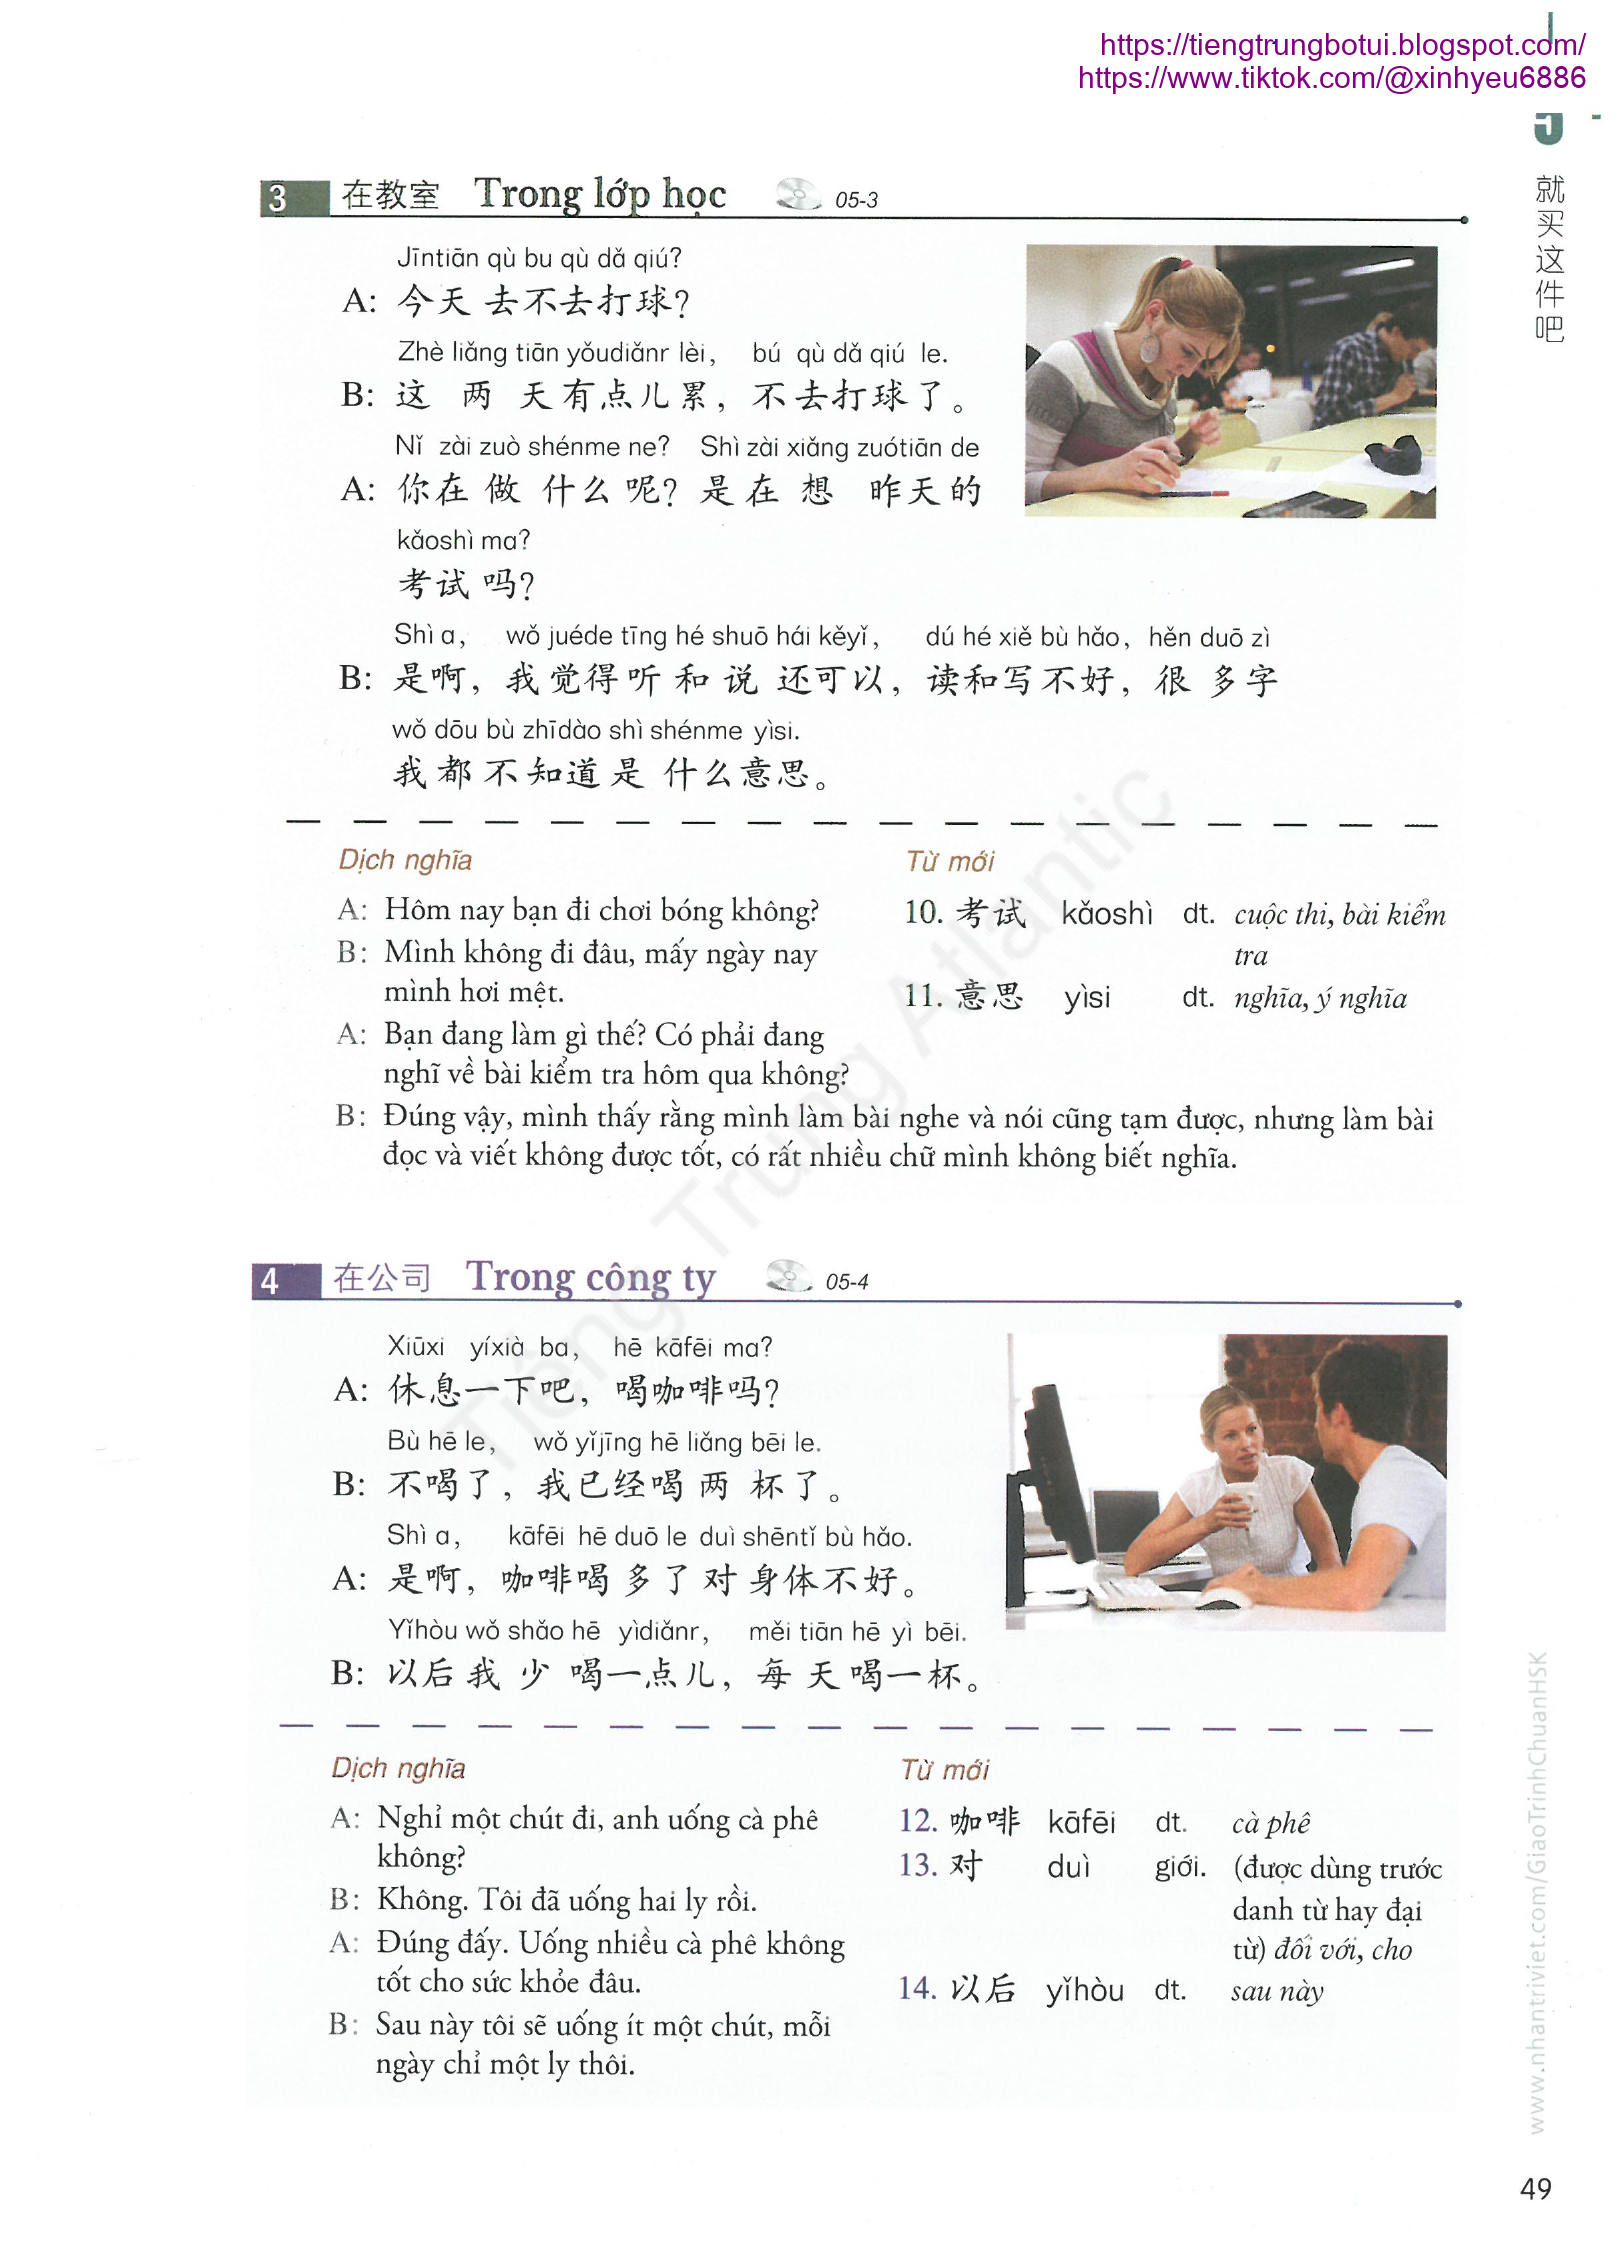 https://tiengtrungbotui.blogspot.com/
https://www.tiktok.com/@xinhyeu6886
5
就买这件吧
3 在教室 Trong lớp học 05-3
Jīntiān qù bu qù dǎ qiú?
A: 今天去不去打球?
Zhè liǎng tiān yǒudiǎnr lèi, bú qù dǎ qiú le.
B: 这两天有点儿累，不去打球了。
Nǐ zài zuò shénme ne? Shì zài xiǎng zuótiān de
A: 你在做什么呢? 是在想昨天的
kǎoshì ma?
考试吗?
Shì a, wǒ juéde tīng hé shuō hái kěyǐ, dú hé xiě bù hǎo, hěn duō zì
B: 是啊，我觉得听和说还可以，读和写不好，很多字
wǒ dōu bù zhīdào shì shénme yìsi.
我都不知道是什么意思。
Dịch nghĩa
A: Hôm nay bạn đi chơi bóng không?
B: Mình không đi đâu, mấy ngày nay
mình hơi mệt.
A: Bạn đang làm gì thế? Có phải đang
nghĩ về bài kiểm tra hôm qua không?
B: Đúng vậy, mình thấy rằng mình làm bài nghe và nói cũng tạm được, nhưng làm bài
đọc và viết không được tốt, có rất nhiều chữ mình không biết nghĩa.
Từ mới
10. 考试 kǎoshì dt. cuộc thi, bài kiểm
tra
11. 意思 yìsi dt. nghĩa, ý nghĩa
4 在公司 Trong công ty 05-4
Xiūxi yíxià ba, hē kāfēi ma?
A: 休息一下吧，喝咖啡吗?
Bù hē le, wǒ yǐjīng hē liǎng bēi le.
B: 不喝了，我已经喝两杯了。
Shì a, kāfēi hē duō le duì shēntǐ bù hǎo.
A: 是啊，咖啡喝多了对身体不好。
Yǐhòu wǒ shǎo hē yìdiǎnr, měi tiān hē yì bēi.
B: 以后我少喝一点儿，每天喝一杯。
Dịch nghĩa
A: Nghỉ một chút đi, anh uống cà phê
không?
B: Không. Tôi đã uống hai ly rồi.
A: Đúng đấy. Uống nhiều cà phê không
tốt cho sức khỏe đâu.
B: Sau này tôi sẽ uống ít một chút, mỗi
ngày chỉ một ly thôi.
Từ mới
12. 咖啡 kāfēi dt. cà phê
13. 对 duì giới. (được dùng trước
danh từ hay đại
từ) đối với, cho
14. 以后 yǐhòu dt. sau này
Tiếng Trung Atlantic
www.nhantriviet.com/GiaoTrinhChuanHSK
49